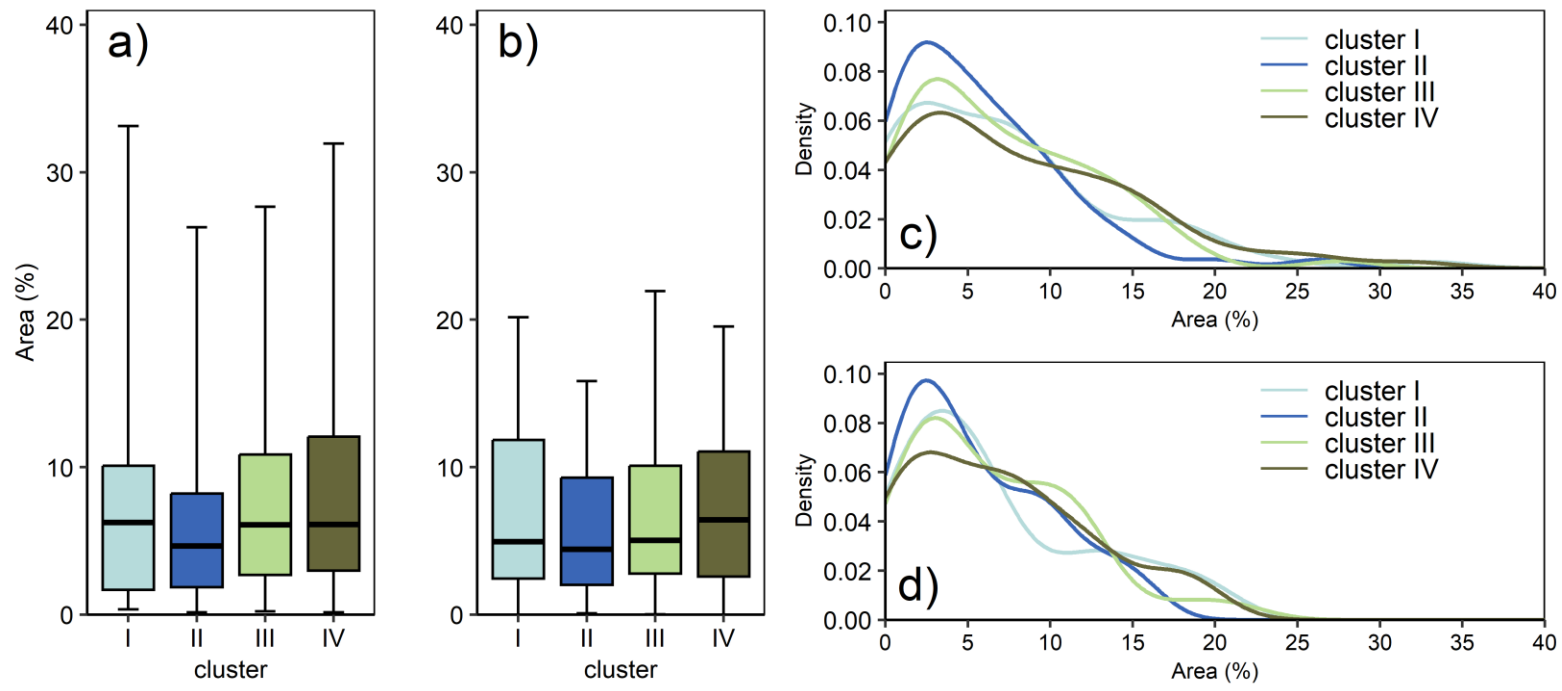 a)
Area (%)
40
30
20
10
0
I II III IV
cluster
b)
40
30
20
10
0
I II III IV
cluster
c)
Density
0.10
0.08
0.06
0.04
0.02
0.00
cluster I
cluster II
cluster III
cluster IV
0 5 10 15 20 25 30 35 40
Area (%)
d)
Density
0.10
0.08
0.06
0.04
0.02
0.00
cluster I
cluster II
cluster III
cluster IV
0 5 10 15 20 25 30 35 40
Area (%)